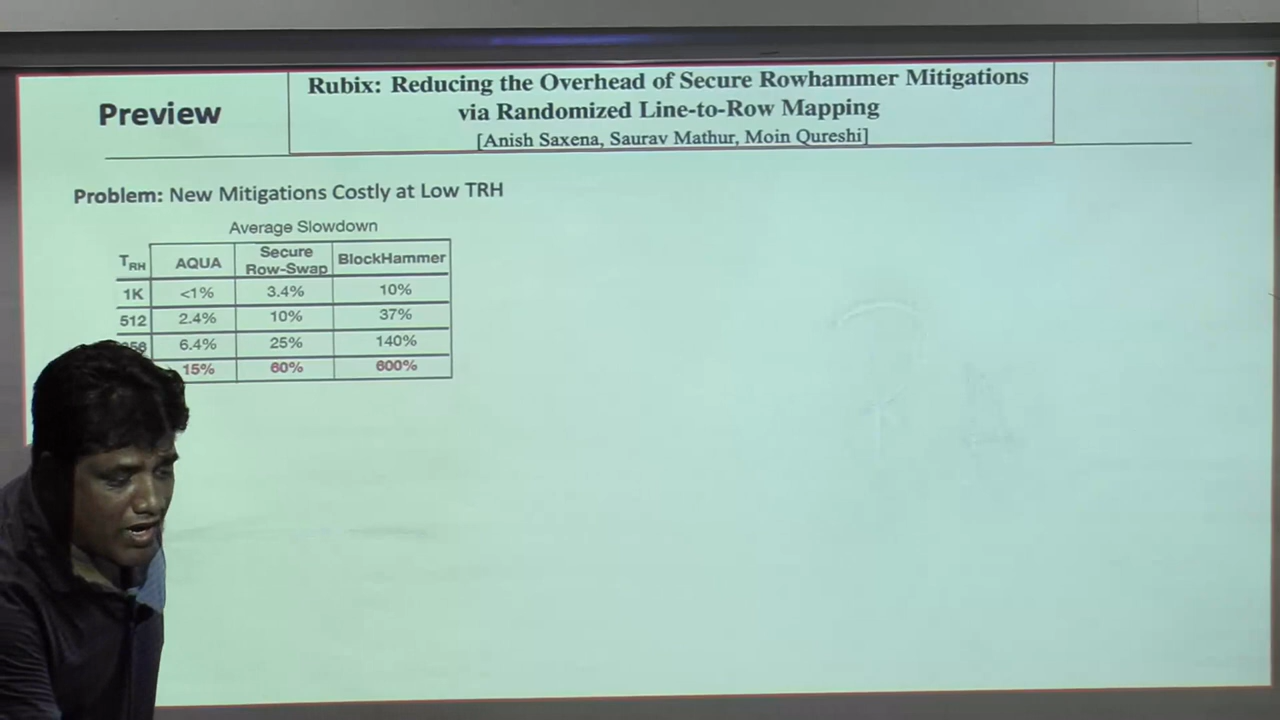 Preview
Rubix: Reducing the Overhead of Secure Rowhammer Mitigations
via Randomized Line-to-Row Mapping
[Anish Saxena, Saurav Mathur, Moin Qureshi]
Problem: New Mitigations Costly at Low TRH
Average Slowdown
TRH AQUA Secure Row-Swap BlockHammer
1K <1% 3.4% 10%
512 2.4% 10% 37%
6.4% 25% 140%
15% 60% 600%